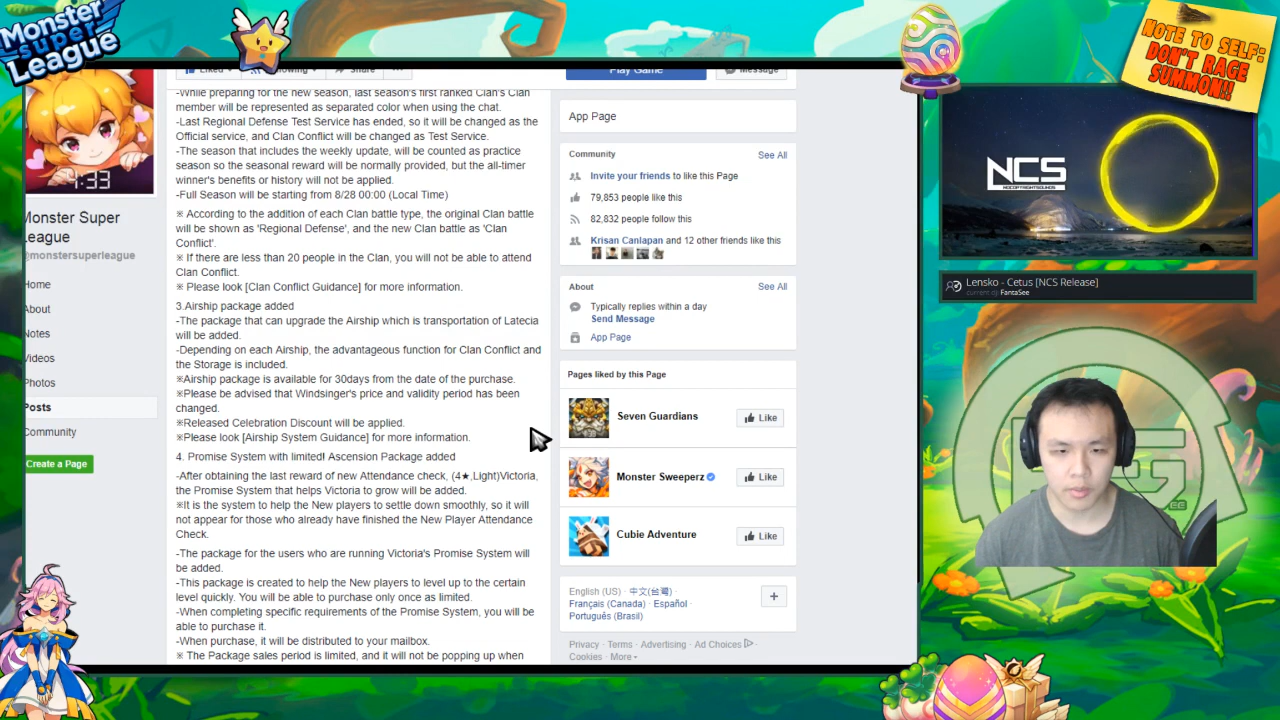 Monster
Super
League
NOTE TO SELF:
DON'T RAGE
SUMMON!!
Liked
Share
Play Game
Message
1:33
Monster Super
League
@monstersuperleague
Home
About
Notes
Videos
Photos
Posts
Community
Create a Page
-While preparing for the new season, last season's first ranked Clan's Clan
member will be represented as separated color when using the chat.
-Last Regional Defense Test Service has ended, so it will be changed as the
Official service, and Clan Conflict will be changed as Test Service.
-The season that includes the weekly update, will be counted as practice
season so the seasonal reward will be normally provided, but the all-timer
winner's benefits or history will not be applied.
-Full Season will be starting from 8/28 00:00 (Local Time)
※ According to the addition of each Clan battle type, the original Clan battle
will be shown as 'Regional Defense', and the new Clan battle as 'Clan
Conflict'.
※ If there are less than 20 people in the Clan, you will not be able to attend
Clan Conflict.
※ Please look [Clan Conflict Guidance] for more information.
3.Airship package added
-The package that can upgrade the Airship which is transportation of Latecia
will be added.
-Depending on each Airship, the advantageous function for Clan Conflict and
the Storage is included.
※Airship package is available for 30days from the date of the purchase.
※Please be advised that Windsinger's price and validity period has been
changed.
※Released Celebration Discount will be applied.
※Please look [Airship System Guidance] for more information.
4. Promise System with limited! Ascension Package added
-After obtaining the last reward of new Attendance check, (4★,Light)Victoria,
the Promise System that helps Victoria to grow will be added.
※It is the system to help the New players to settle down smoothly, so it will
not appear for those who already have finished the New Player Attendance
Check.
-The package for the users who are running Victoria's Promise System will
be added.
-This package is created to help the New players to level up to the certain
level quickly. You will be able to purchase only once as limited.
-When completing specific requirements of the Promise System, you will be
able to purchase it.
-When purchase, it will be distributed to your mailbox.
※ The Package sales period is limited, and it will not be popping up when
App Page
Community
See All
Invite your friends to like this Page
79,853 people like this
82,832 people follow this
Krisan Canlapan and 12 other friends like this
About
See All
Typically replies within a day
Send Message
App Page
Pages liked by this Page
Seven Guardians
Like
Monster Sweeperz
Like
Cubie Adventure
Like
English (US) · 中文(台灣) ·
Français (Canada) · Español ·
Português (Brasil)
+
Privacy · Terms · Advertising · Ad Choices ·
Cookies · More
NCS
NOCOPYRIGHTSOUNDS
Lensko - Cetus [NCS Release]
FantaSee